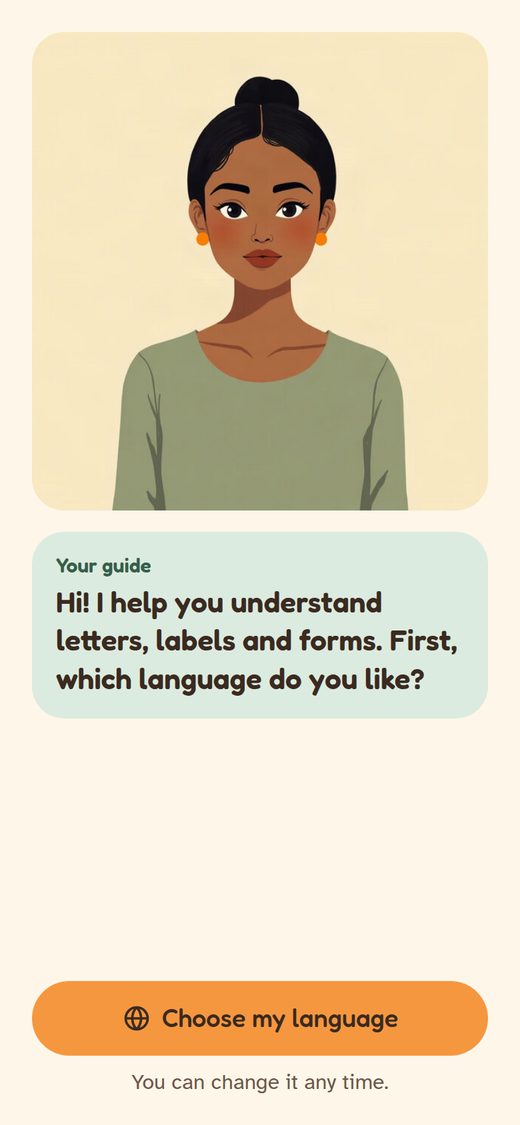 Your guide
Hi! I help you understand
letters, labels and forms. First,
which language do you like?
Choose my language
You can change it any time.